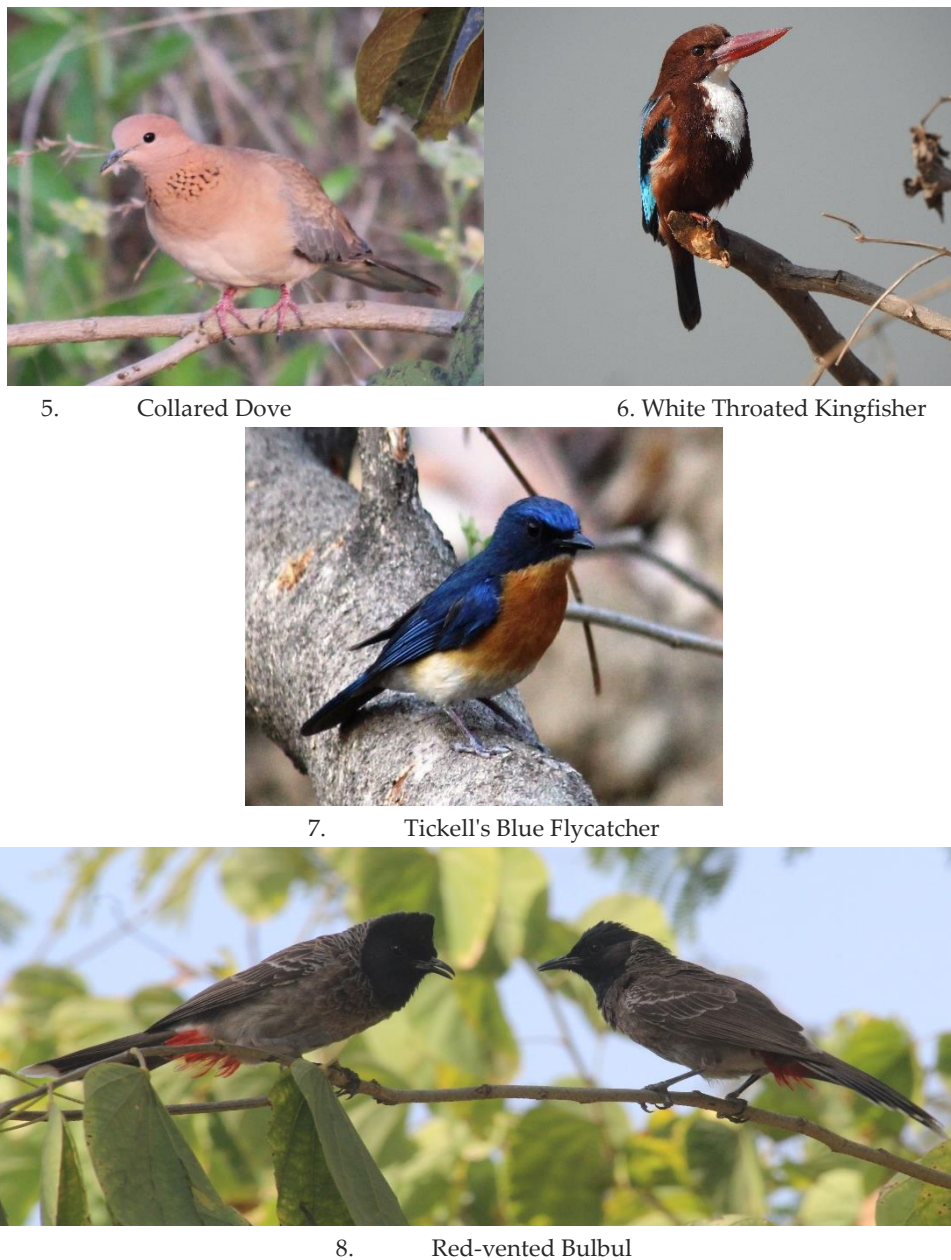 5. Collared Dove
6. White Throated Kingfisher
7. Tickell's Blue Flycatcher
8. Red-vented Bulbul